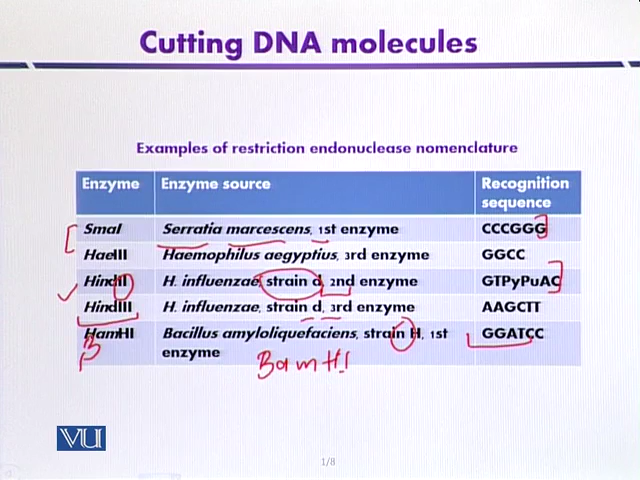 Cutting DNA molecules
Examples of restriction endonuclease nomenclature
Enzyme Enzyme source Recognition sequence
SmaI Serratia marcescens, 1st enzyme CCCGGG
HaeIII Haemophilus aegyptius, 3rd enzyme GGCC
HindII H. influenzae, strain d, 2nd enzyme GTPyPuAC
HindIII H. influenzae, strain d, 3rd enzyme AAGCTT
HamHI Bacillus amyloliquefaciens, strain H, 1st GGATCC
enzyme
B
BamHI
VU
1/8